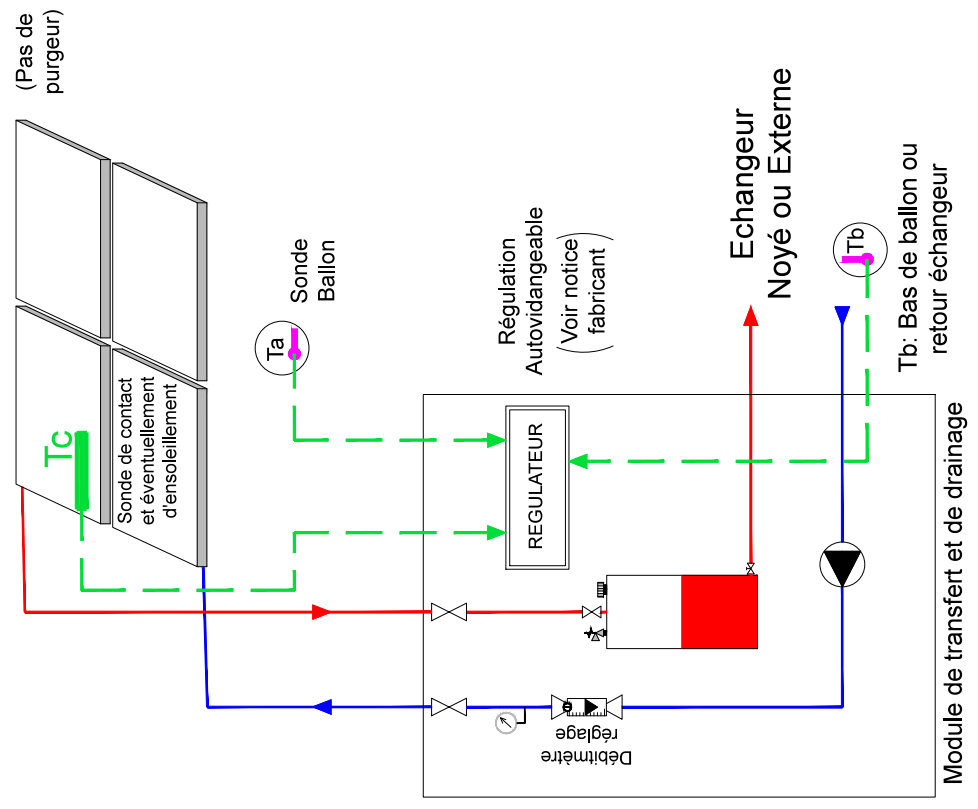 (Pas de
purgeur)
Tc
Sonde de contact
et éventuellement
d'ensoleillement)
Ta
Sonde
Ballon
Régulation
Autovidangeable
(Voir notice
fabricant)
REGULATEUR
Echangeur
Noyé ou Externe
Tb
Tb: Bas de ballon ou
retour échangeur
Débitmètre
réglage
Module de transfert et de drainage